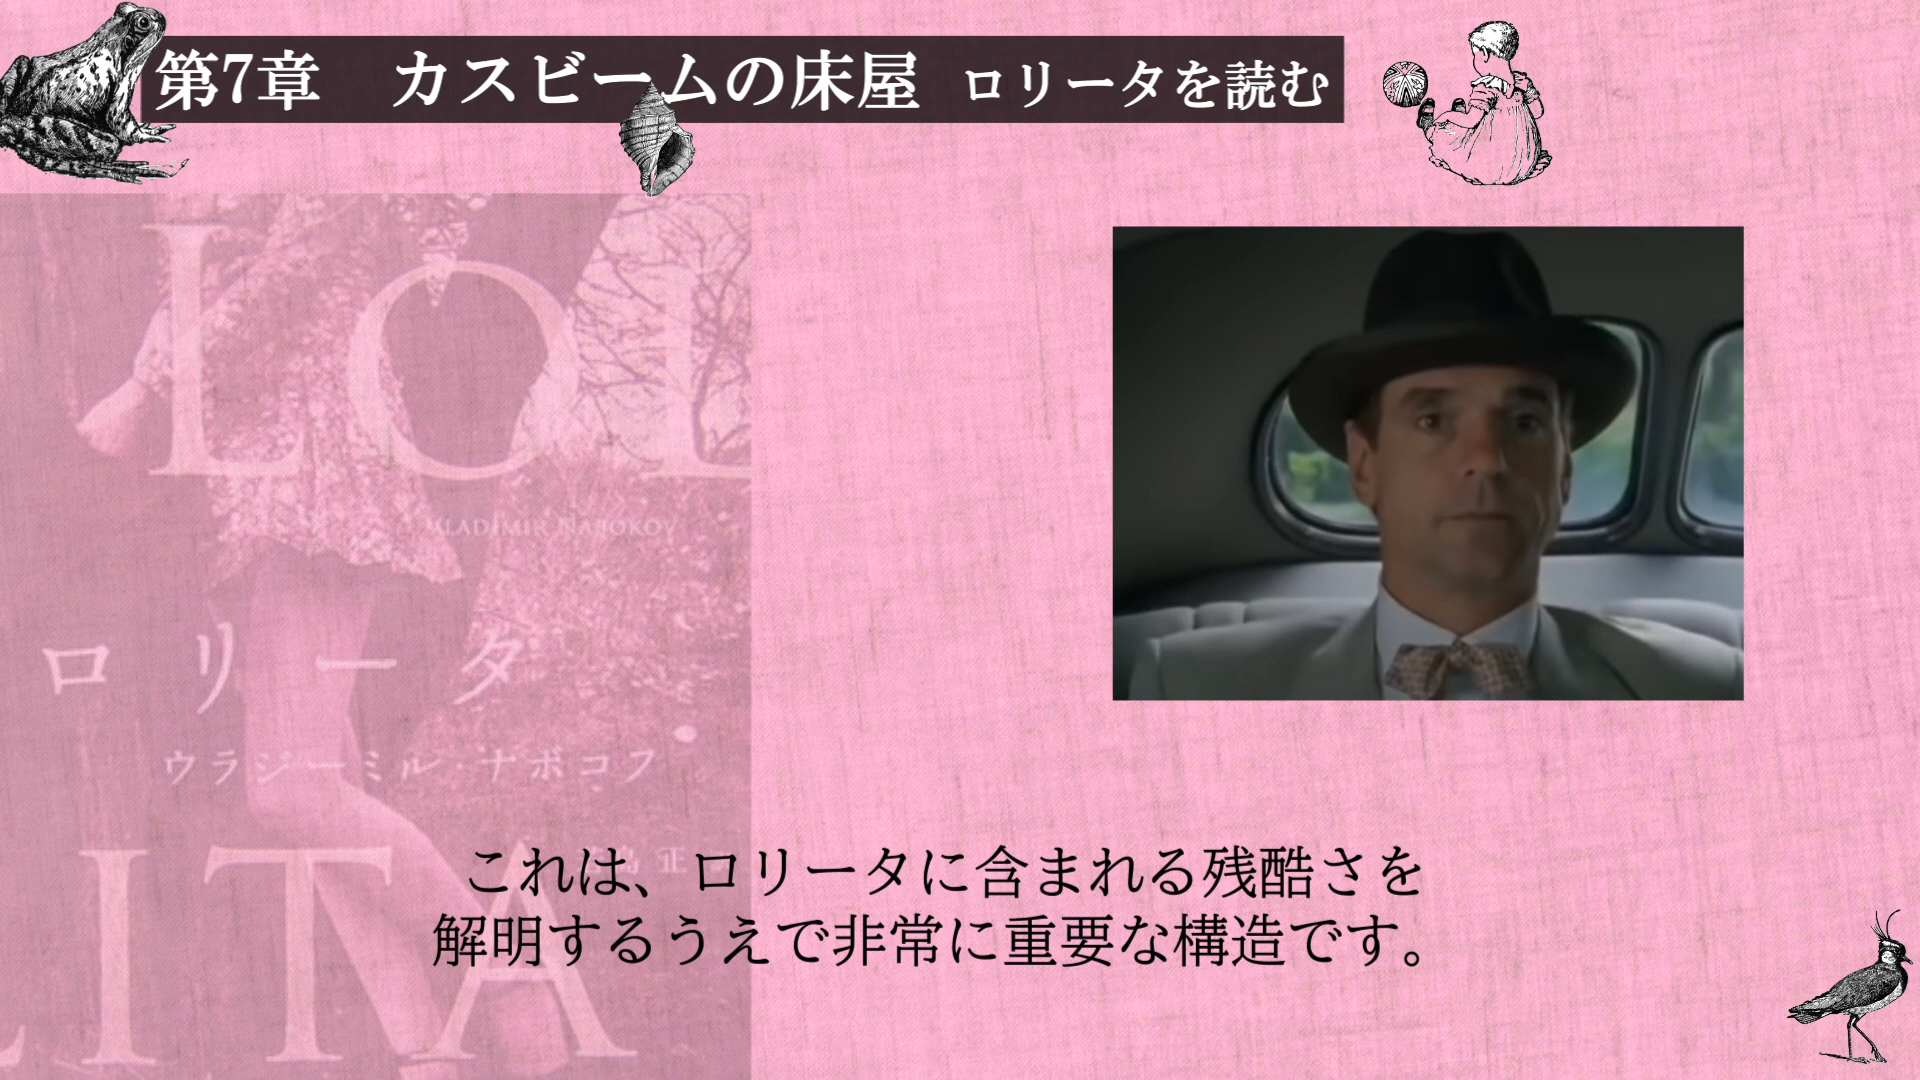 第7章　カスビームの床屋　ロリータを読む
LOL
VLADIMIR NABOKOV
ロリータ
ウラジーミル・ナボコフ
島 正
LITA
これは、ロリータに含まれる残酷さを
解明するうえで非常に重要な構造です。